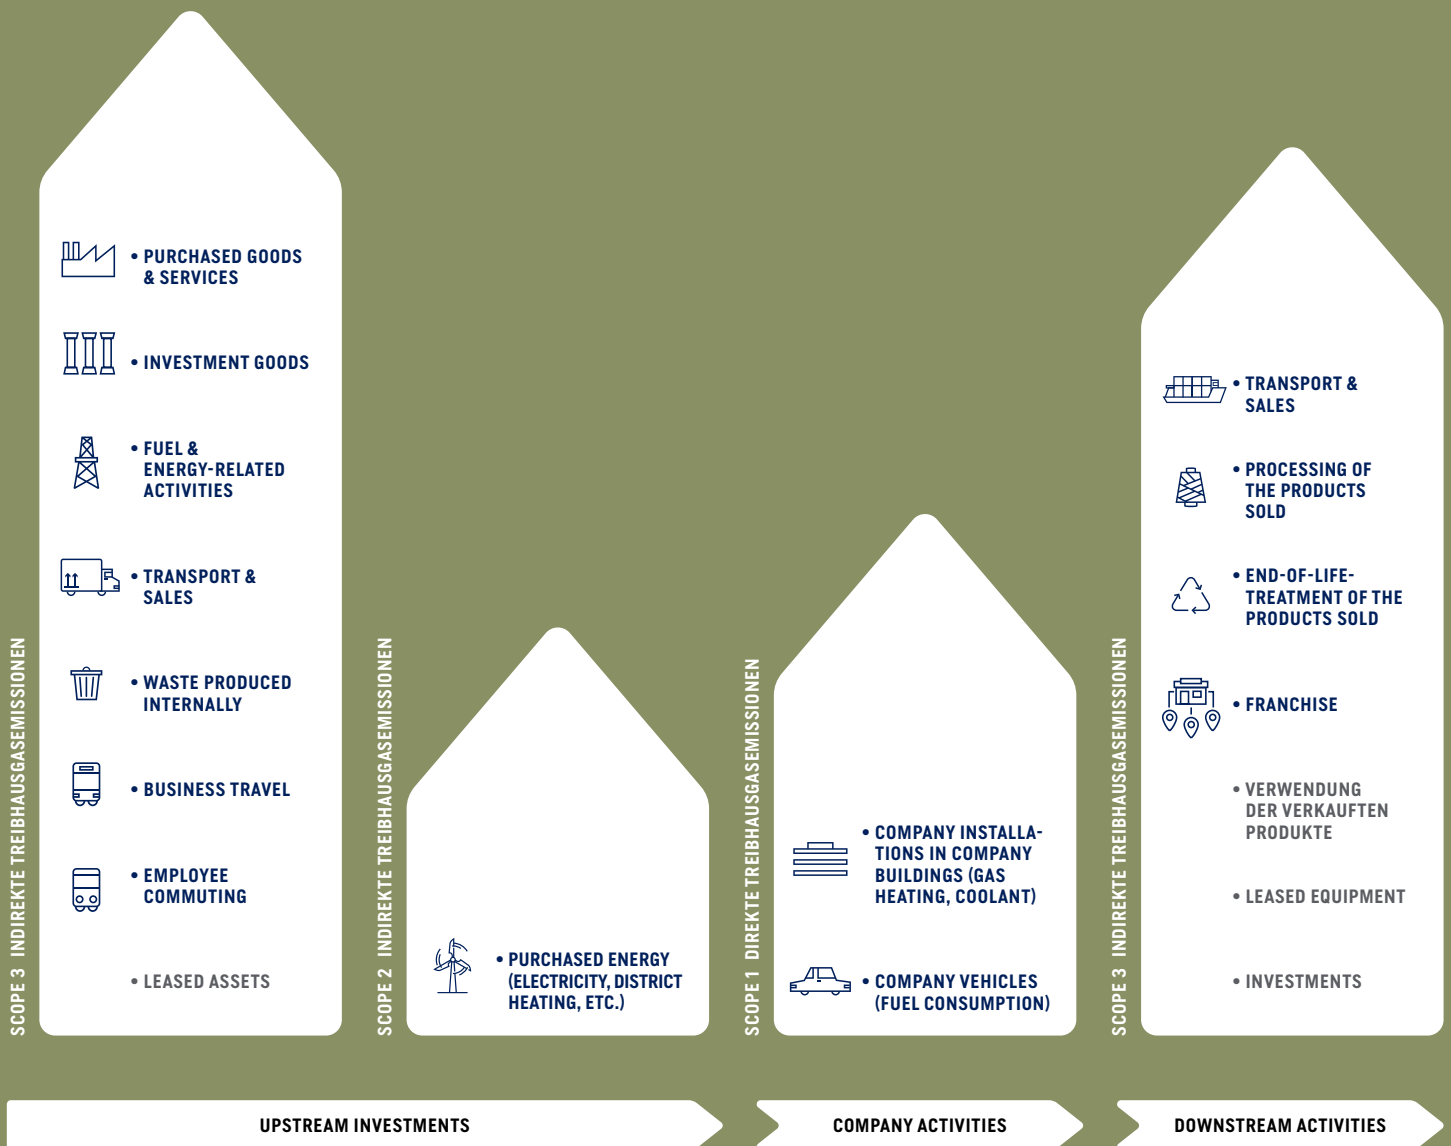 SCOPE 3 INDIREKTE TREIBHAUSGASEMISSIONEN
• PURCHASED GOODS
& SERVICES
• INVESTMENT GOODS
• FUEL &
ENERGY-RELATED
ACTIVITIES
• TRANSPORT &
SALES
• WASTE PRODUCED
INTERNALLY
• BUSINESS TRAVEL
• EMPLOYEE
COMMUTING
• LEASED ASSETS
SCOPE 2 INDIREKTE TREIBHAUSGASEMISSIONEN
• PURCHASED ENERGY
(ELECTRICITY, DISTRICT
HEATING, ETC.)
SCOPE 1 DIREKTE TREIBHAUSGASEMISSIONEN
• COMPANY INSTALLA-
TIONS IN COMPANY
BUILDINGS (GAS
HEATING, COOLANT)
• COMPANY VEHICLES
(FUEL CONSUMPTION)
SCOPE 3 INDIREKTE TREIBHAUSGASEMISSIONEN
• TRANSPORT &
SALES
• PROCESSING OF
THE PRODUCTS
SOLD
• END-OF-LIFE-
TREATMENT OF THE
PRODUCTS SOLD
• FRANCHISE
• VERWENDUNG
DER VERKAUFTEN
PRODUKTE
• LEASED EQUIPMENT
• INVESTMENTS
UPSTREAM INVESTMENTS
COMPANY ACTIVITIES
DOWNSTREAM ACTIVITIES